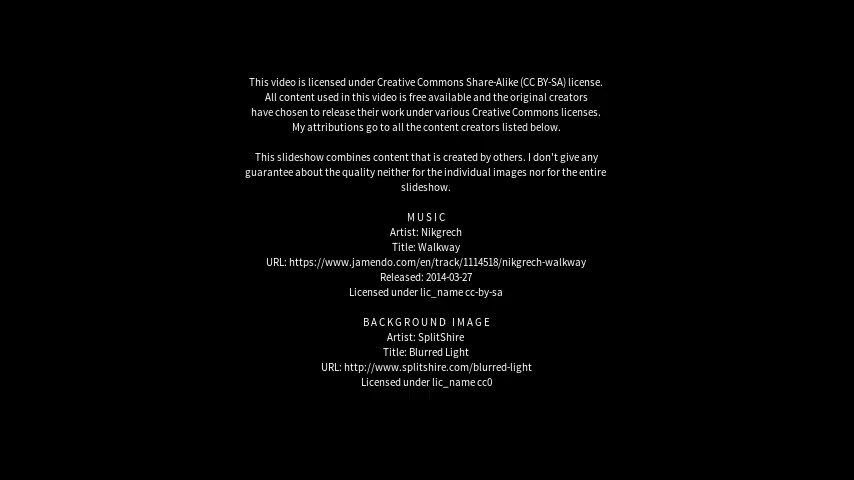 This video is licensed under Creative Commons Share-Alike (CC BY-SA) license.
All content used in this video is free available and the original creators
have chosen to release their work under various Creative Commons licenses.
My attributions go to all the content creators listed below.
This slideshow combines content that is created by others. I don't give any
guarantee about the quality neither for the individual images nor for the entire
slideshow.
MUSIC
Artist: Nikgrech
Title: Walkway
URL: https://www.jamendo.com/en/track/1114518/nikgrech-walkway
Released: 2014-03-27
Licensed under lic_name cc-by-sa
BACKGROUND IMAGE
Artist: SplitShire
Title: Blurred Light
URL: http://www.splitshire.com/blurred-light
Licensed under lic_name cc0